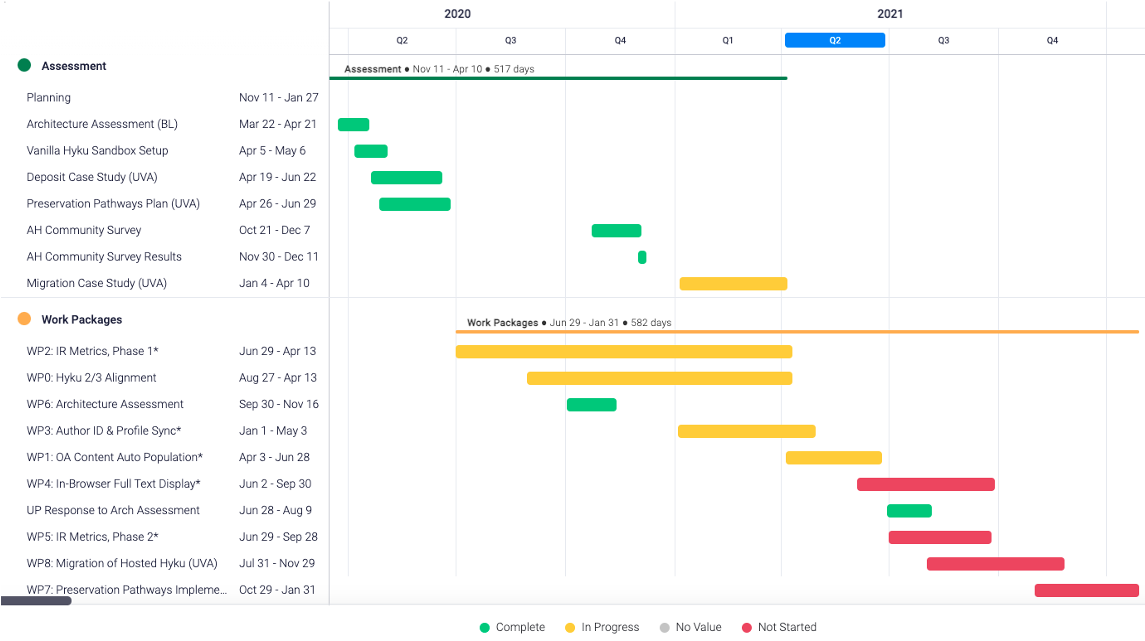 2020 2021
Q2 Q3 Q4 Q1 Q2 Q3 Q4
Assessment
Assessment ● Nov 11 - Apr 10 ● 517 days
Planning Nov 11 - Jan 27
Architecture Assessment (BL) Mar 22 - Apr 21
Vanilla Hyku Sandbox Setup Apr 5 - May 6
Deposit Case Study (UVA) Apr 19 - Jun 22
Preservation Pathways Plan (UVA) Apr 26 - Jun 29
AH Community Survey Oct 21 - Dec 7
AH Community Survey Results Nov 30 - Dec 11
Migration Case Study (UVA) Jan 4 - Apr 10
Work Packages
Work Packages ● Jun 29 - Jan 31 ● 582 days
WP2: IR Metrics, Phase 1* Jun 29 - Apr 13
WP0: Hyku 2/3 Alignment Aug 27 - Apr 13
WP6: Architecture Assessment Sep 30 - Nov 16
WP3: Author ID & Profile Sync* Jan 1 - May 3
WP1: OA Content Auto Population* Apr 3 - Jun 28
WP4: In-Browser Full Text Display* Jun 2 - Sep 30
UP Response to Arch Assessment Jun 28 - Aug 9
WP5: IR Metrics, Phase 2* Jun 29 - Sep 28
WP8: Migration of Hosted Hyku (UVA) Jul 31 - Nov 29
WP7: Preservation Pathways Impleme... Oct 29 - Jan 31
Complete In Progress No Value Not Started